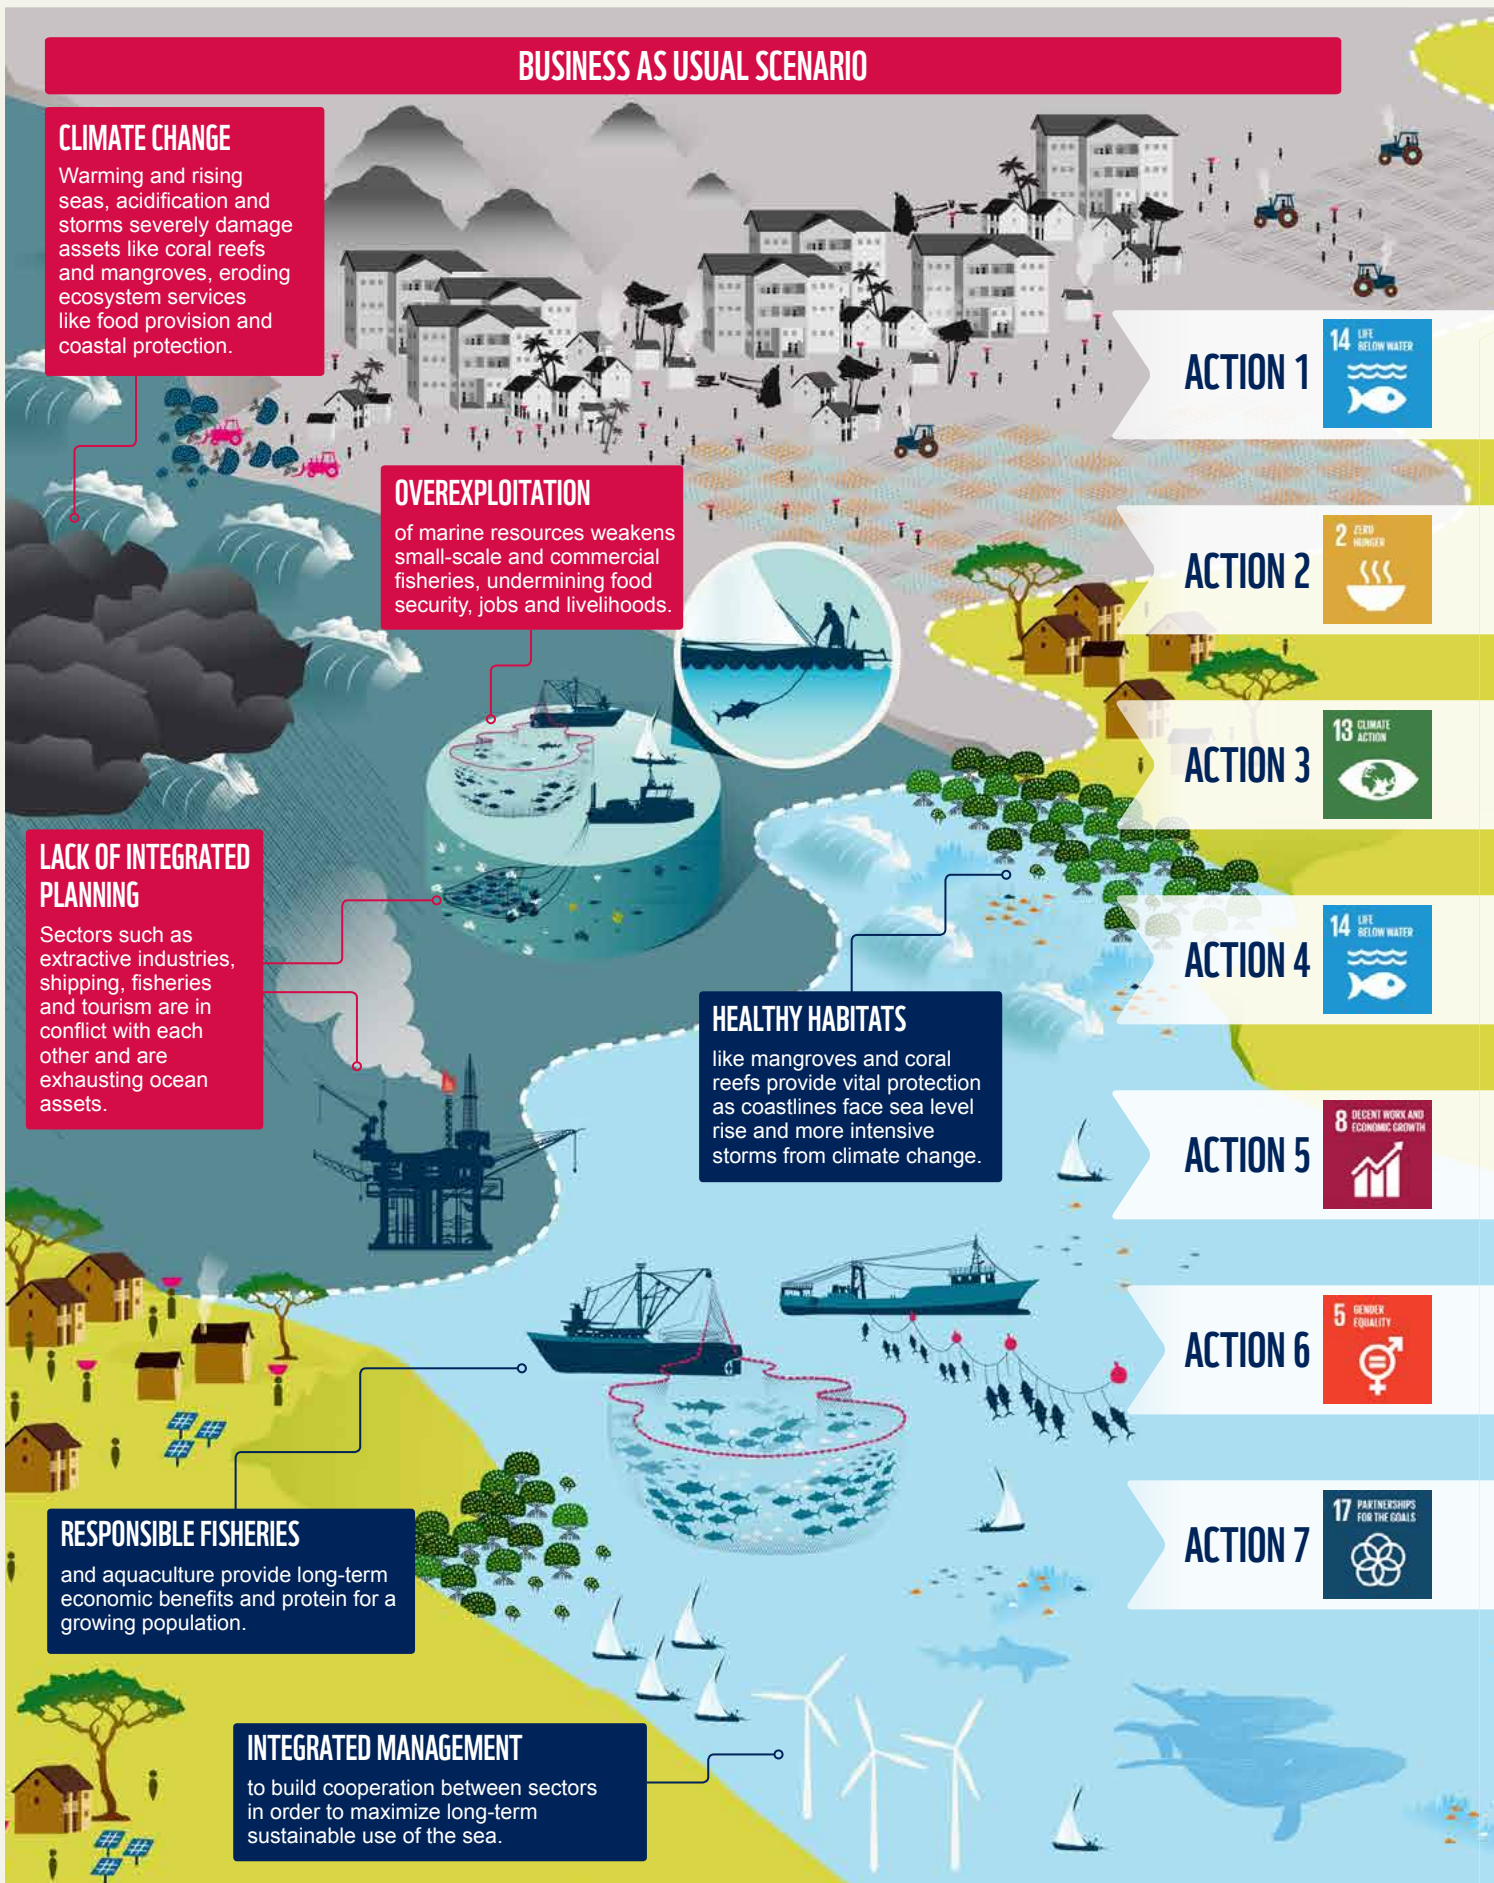 BUSINESS AS USUAL SCENARIO
CLIMATE CHANGE
Warming and rising
seas, acidification and
storms severely damage
assets like coral reefs
and mangroves, eroding
ecosystem services
like food provision and
coastal protection.
OVEREXPLOITATION
of marine resources weakens
small-scale and commercial
fisheries, undermining food
security, jobs and livelihoods.
LACK OF INTEGRATED
PLANNING
Sectors such as
extractive industries,
shipping, fisheries
and tourism are in
conflict with each
other and are
exhausting ocean
assets.
HEALTHY HABITATS
like mangroves and coral
reefs provide vital protection
as coastlines face sea level
rise and more intensive
storms from climate change.
RESPONSIBLE FISHERIES
and aquaculture provide long-term
economic benefits and protein for a
growing population.
INTEGRATED MANAGEMENT
to build cooperation between sectors
in order to maximize long-term
sustainable use of the sea.
ACTION 1
14 LIFE
BELOW WATER
ACTION 2
2 ZERO
HUNGER
ACTION 3
13 CLIMATE
ACTION
ACTION 4
14 LIFE
BELOW WATER
ACTION 5
8 DECENT WORK AND
ECONOMIC GROWTH
ACTION 6
5 GENDER
EQUALITY
ACTION 7
17 PARTNERSHIPS
FOR THE GOALS